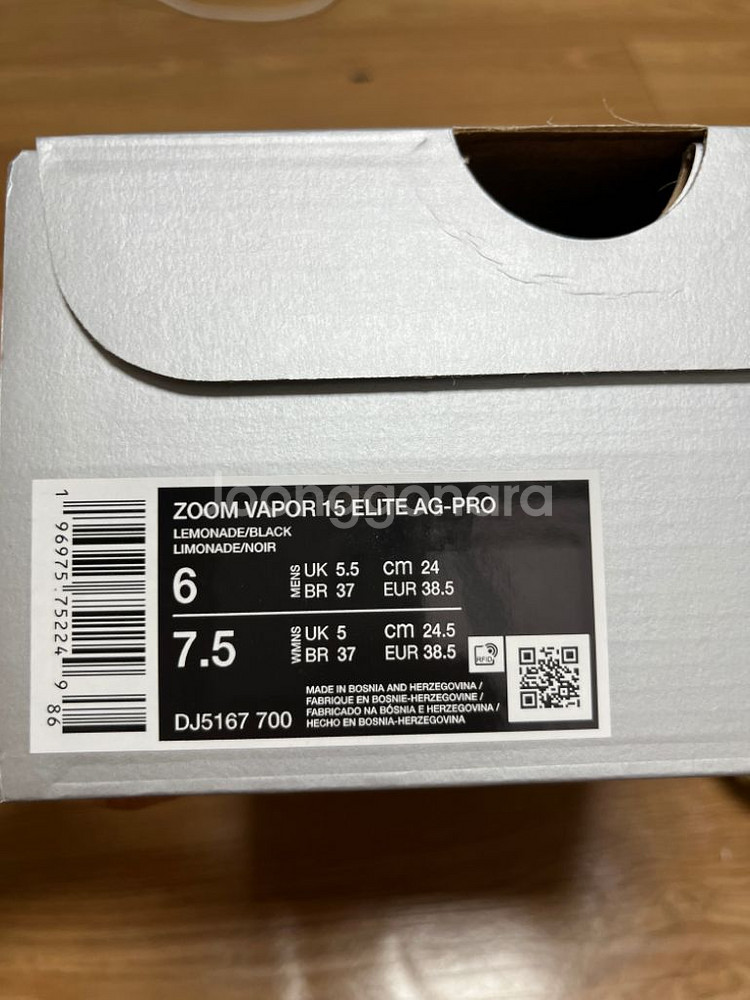 joonggonara
ZOOM VAPOR 15 ELITE AG-PRO
LEMONADE/BLACK
LIMONADE/NOIR
6 MENS UK 5.5 cm 24
BR 37 EUR 38.5
7.5 WMNS UK 5 cm 24.5
BR 37 EUR 38.5
RFID
DJ5167 700
MADE IN BOSNIA AND HERZEGOVINA /
FABRIQUE EN BOSNIE-HERZEGOVINE /
FABRICADO NA BÓSNIA E HERZEGOVINA /
HECHO EN BOSNIA-HERZEGOVINA
1 96975 75224 9 86